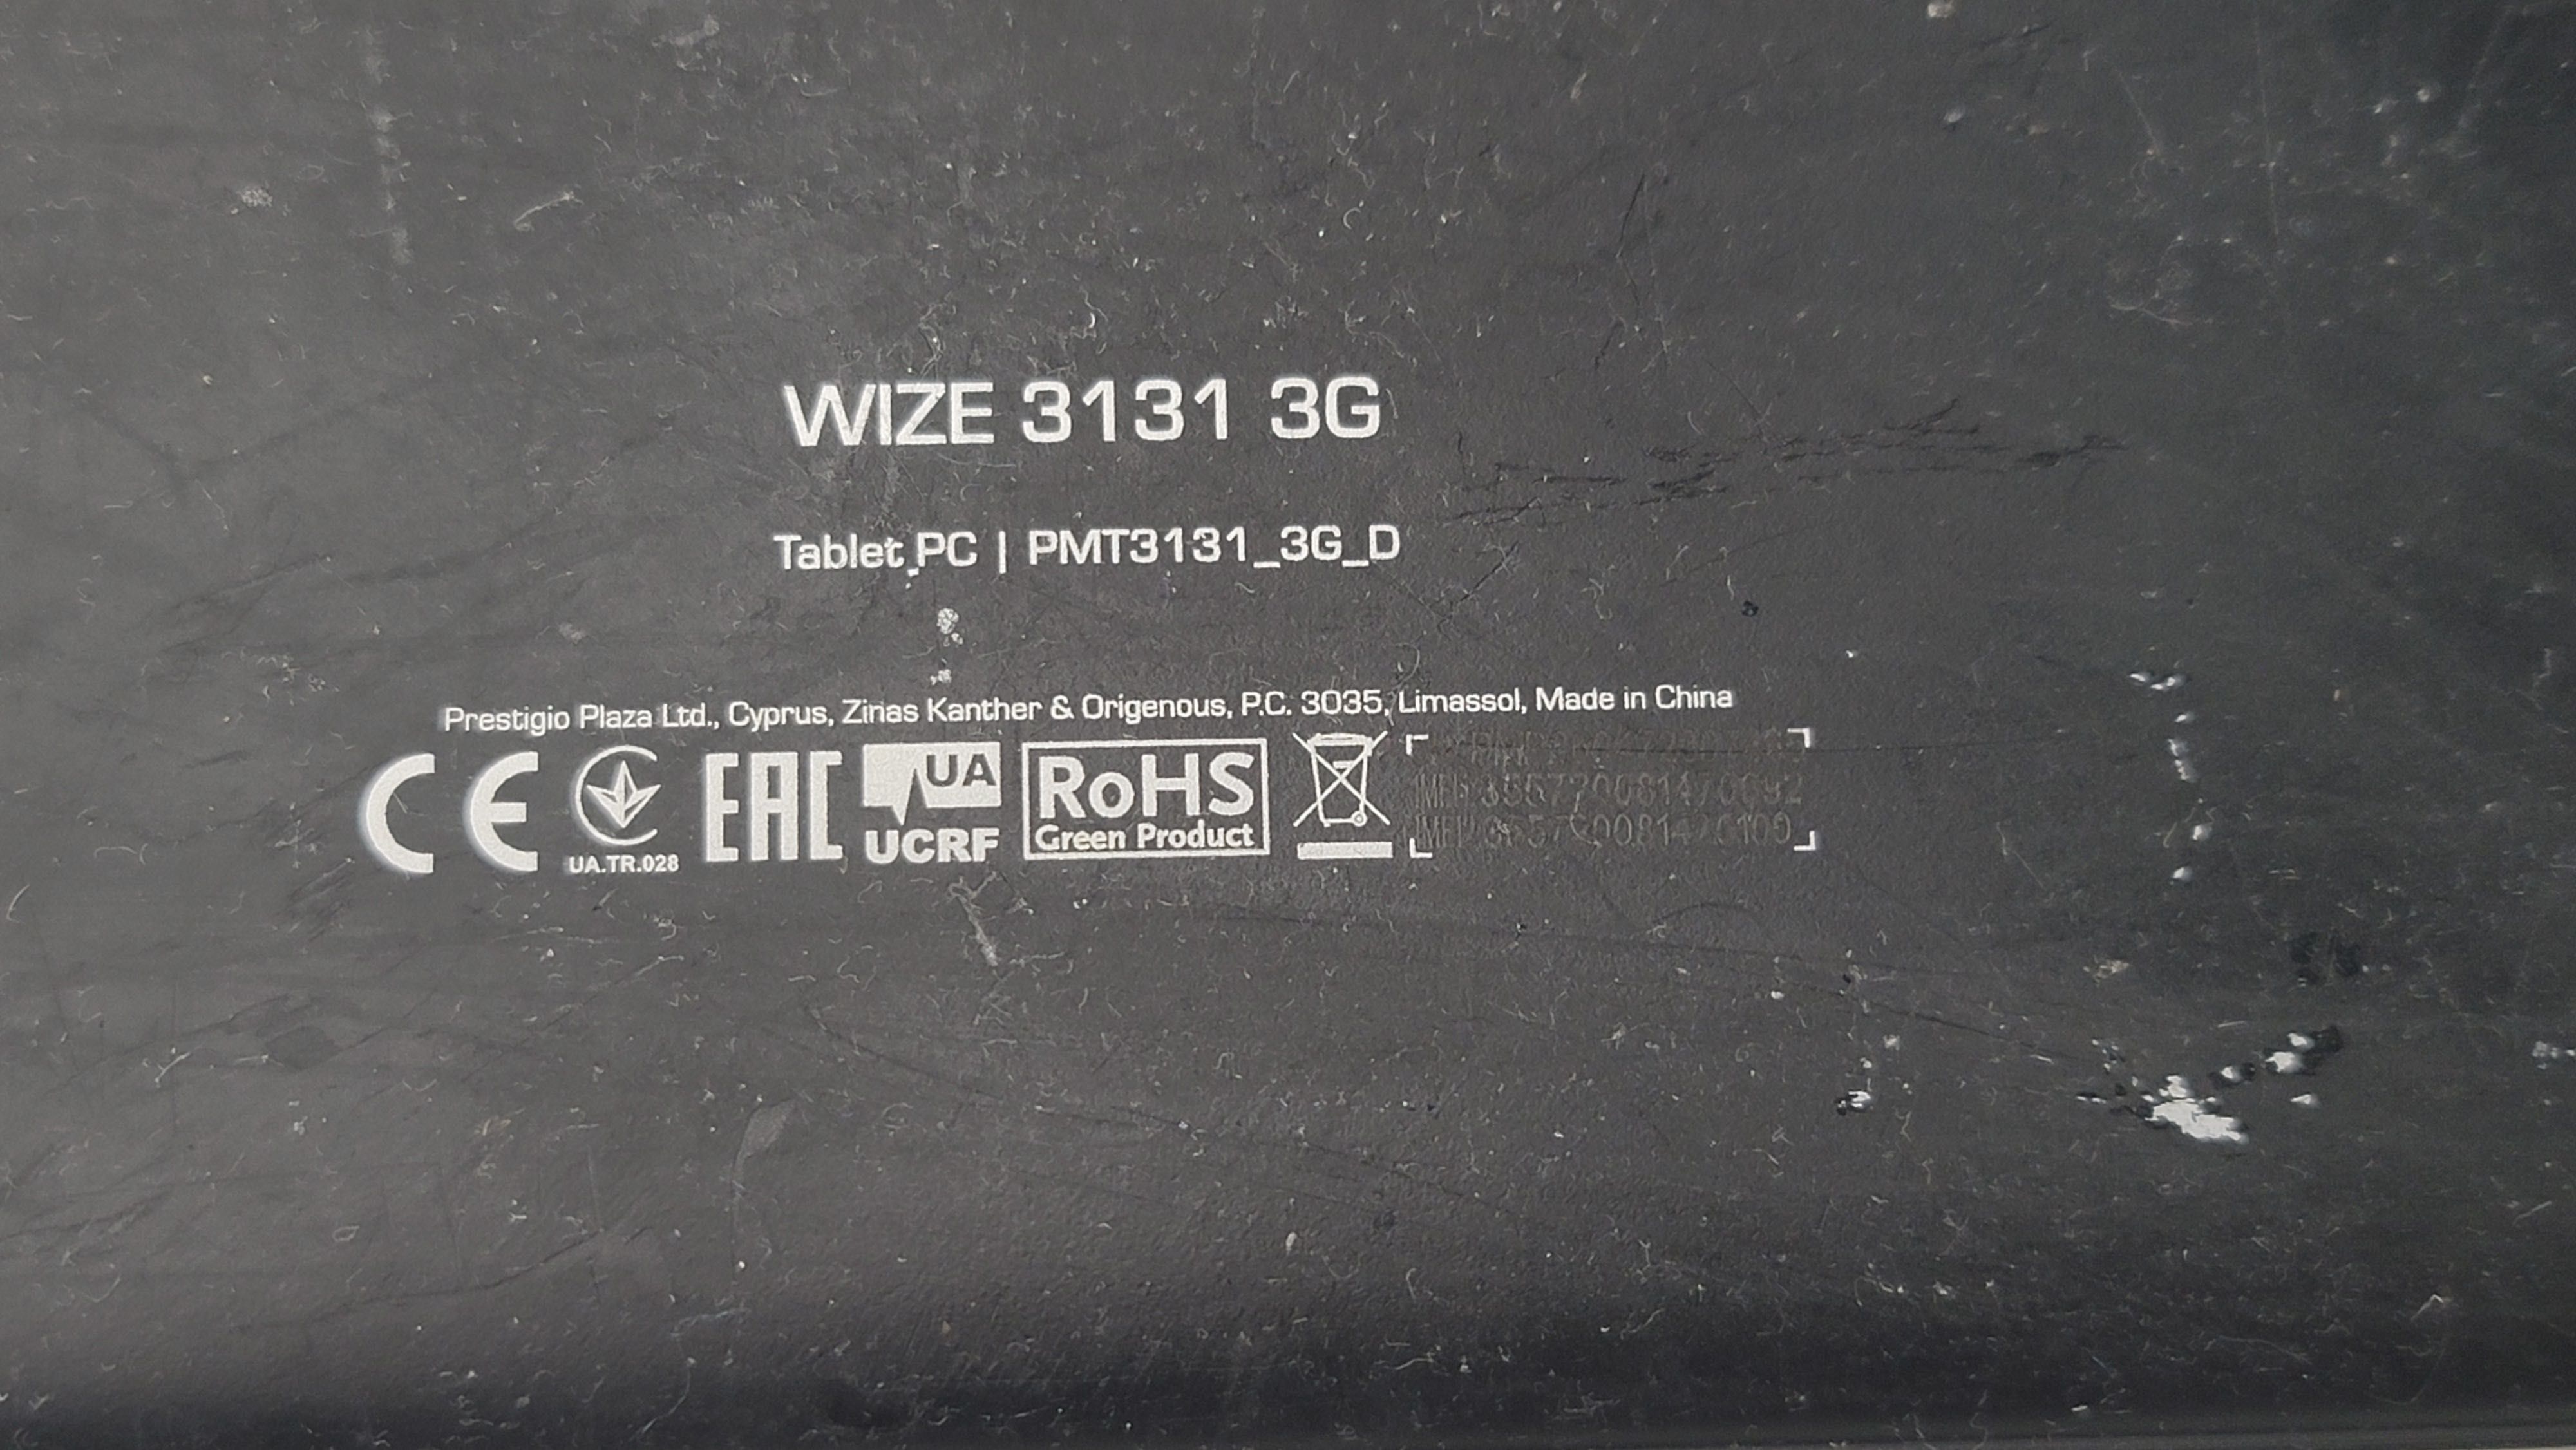 WIZE 3131 3G
Tablet PC | PMT3131_3G_D
Prestigio Plaza Ltd., Cyprus, Zinas Kanther & Origenous, P.C. 3035, Limassol, Made in China
CE
UA.TR.028
EAC
UA
UCRF
RoHS
Green Product